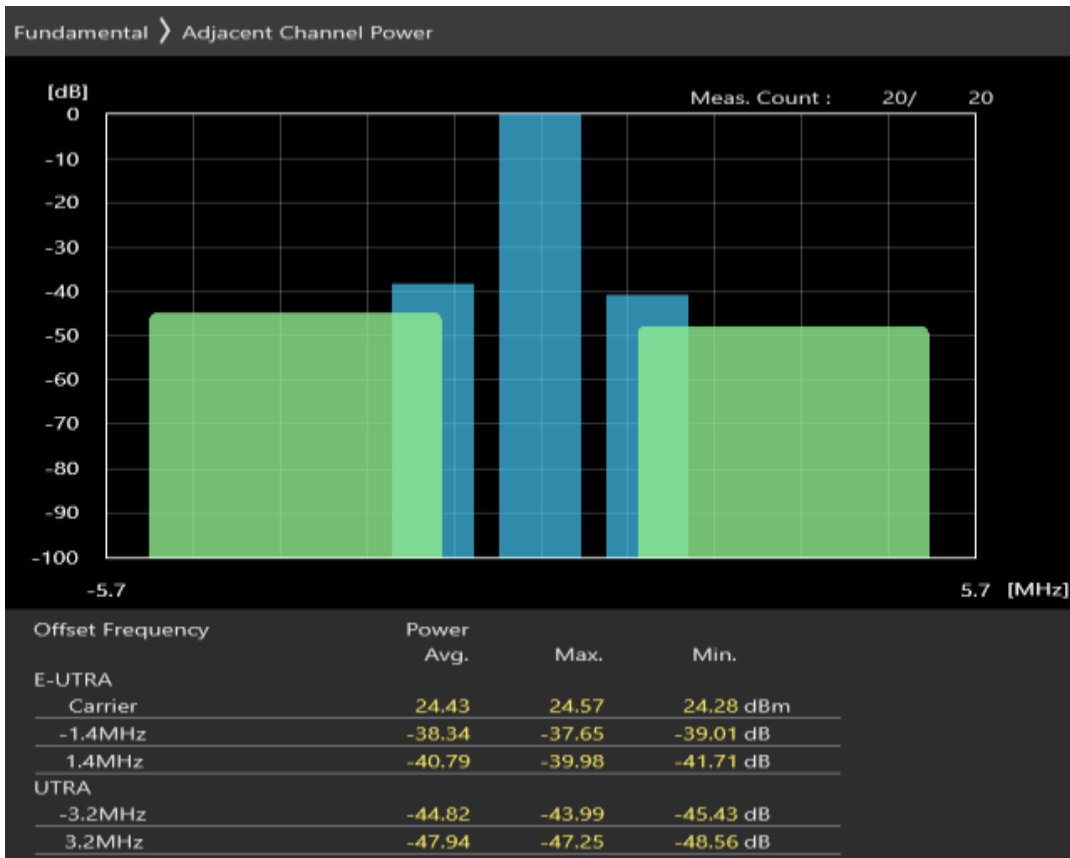 Fundamental 〉 Adjacent Channel Power
[dB]
Meas. Count : 20/ 20
0
-10
-20
-30
-40
-50
-60
-70
-80
-90
-100
-5.7 5.7 [MHz]
Offset Frequency Power
Avg. Max. Min.
E-UTRA
Carrier 24.43 24.57 24.28 dBm
-1.4MHz -38.34 -37.65 -39.01 dB
1.4MHz -40.79 -39.98 -41.71 dB
UTRA
-3.2MHz -44.82 -43.99 -45.43 dB
3.2MHz -47.94 -47.25 -48.56 dB